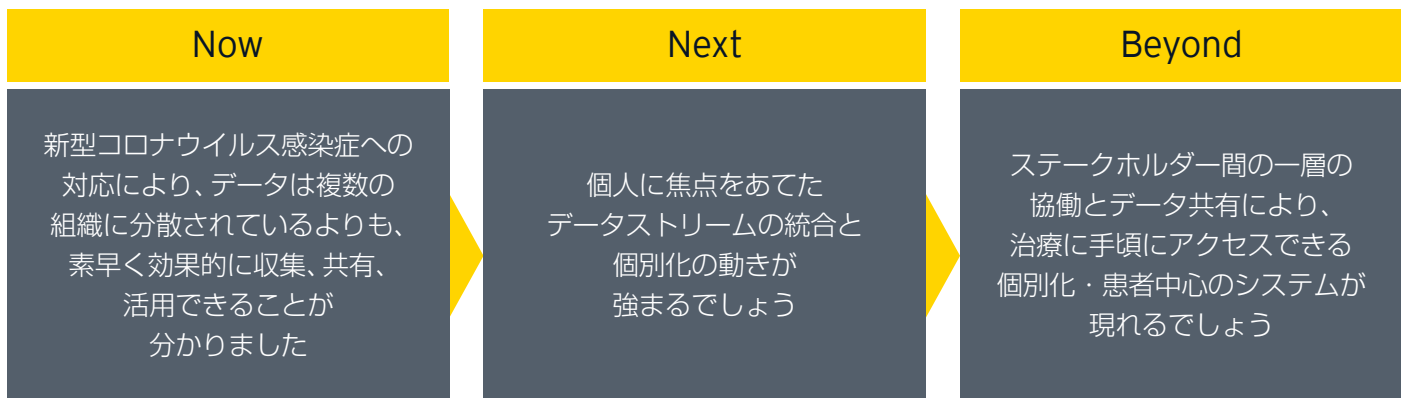 Now
新型コロナウイルス感染症への
対応により、データは複数の
組織に分散されているよりも、
素早く効果的に収集、共有、
活用できることが
分かりました
Next
個人に焦点をあてた
データストリームの統合と
個別化の動きが
強まるでしょう
Beyond
ステークホルダー間の一層の
協働とデータ共有により、
治療に手頃にアクセスできる
個別化・患者中心のシステムが
現れるでしょう